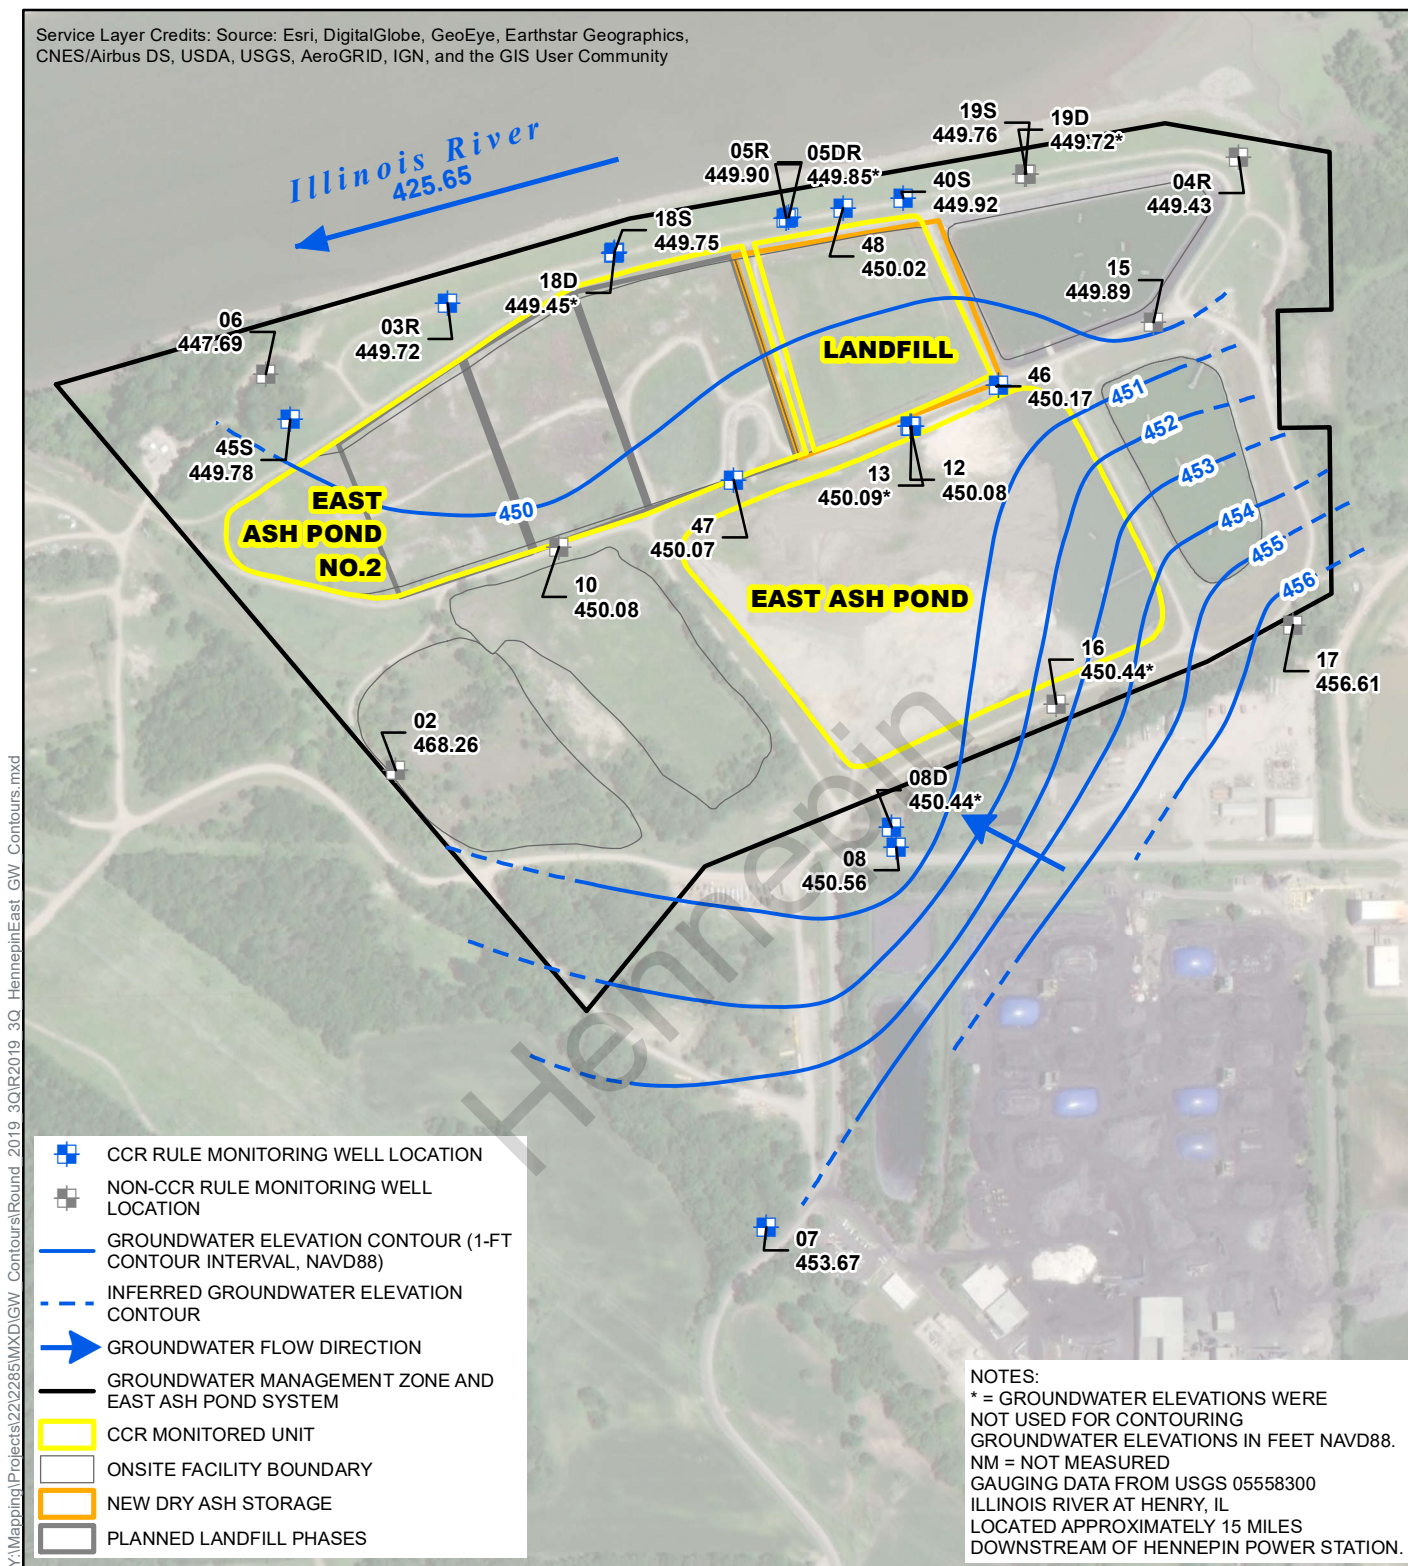 Service Layer Credits: Source: Esri, DigitalGlobe, GeoEye, Earthstar Geographics,
CNES/Airbus DS, USDA, USGS, AeroGRID, IGN, and the GIS User Community
Illinois River
425.65
19S
449.76
19D
449.72*
05R
449.90
05DR
449.85*
40S
449.92
04R
449.43
18S
449.75
48
450.02
18D
449.45*
15
449.89
06
447.69
03R
449.72
LANDFILL
46
450.17
451
452
45S
449.78
453
13
450.09*
12
450.08
EAST
ASH POND
NO.2
450
454
47
450.07
455
456
10
450.08
EAST ASH POND
16
450.44*
17
456.61
02
468.26
08D
450.44*
08
450.56
Hennepin
07
453.67
CCR RULE MONITORING WELL LOCATION
NON-CCR RULE MONITORING WELL
LOCATION
GROUNDWATER ELEVATION CONTOUR (1-FT
CONTOUR INTERVAL, NAVD88)
INFERRED GROUNDWATER ELEVATION
CONTOUR
GROUNDWATER FLOW DIRECTION
GROUNDWATER MANAGEMENT ZONE AND
EAST ASH POND SYSTEM
CCR MONITORED UNIT
ONSITE FACILITY BOUNDARY
NEW DRY ASH STORAGE
PLANNED LANDFILL PHASES
NOTES:
* = GROUNDWATER ELEVATIONS WERE
NOT USED FOR CONTOURING
GROUNDWATER ELEVATIONS IN FEET NAVD88.
NM = NOT MEASURED
GAUGING DATA FROM USGS 05558300
ILLINOIS RIVER AT HENRY, IL
LOCATED APPROXIMATELY 15 MILES
DOWNSTREAM OF HENNEPIN POWER STATION.
Y:\Mapping\Projects\22\2285\MXD\GW_Contours\Round_2019_3Q\R2019_3Q_HennepinEast_GW_Contours.mxd